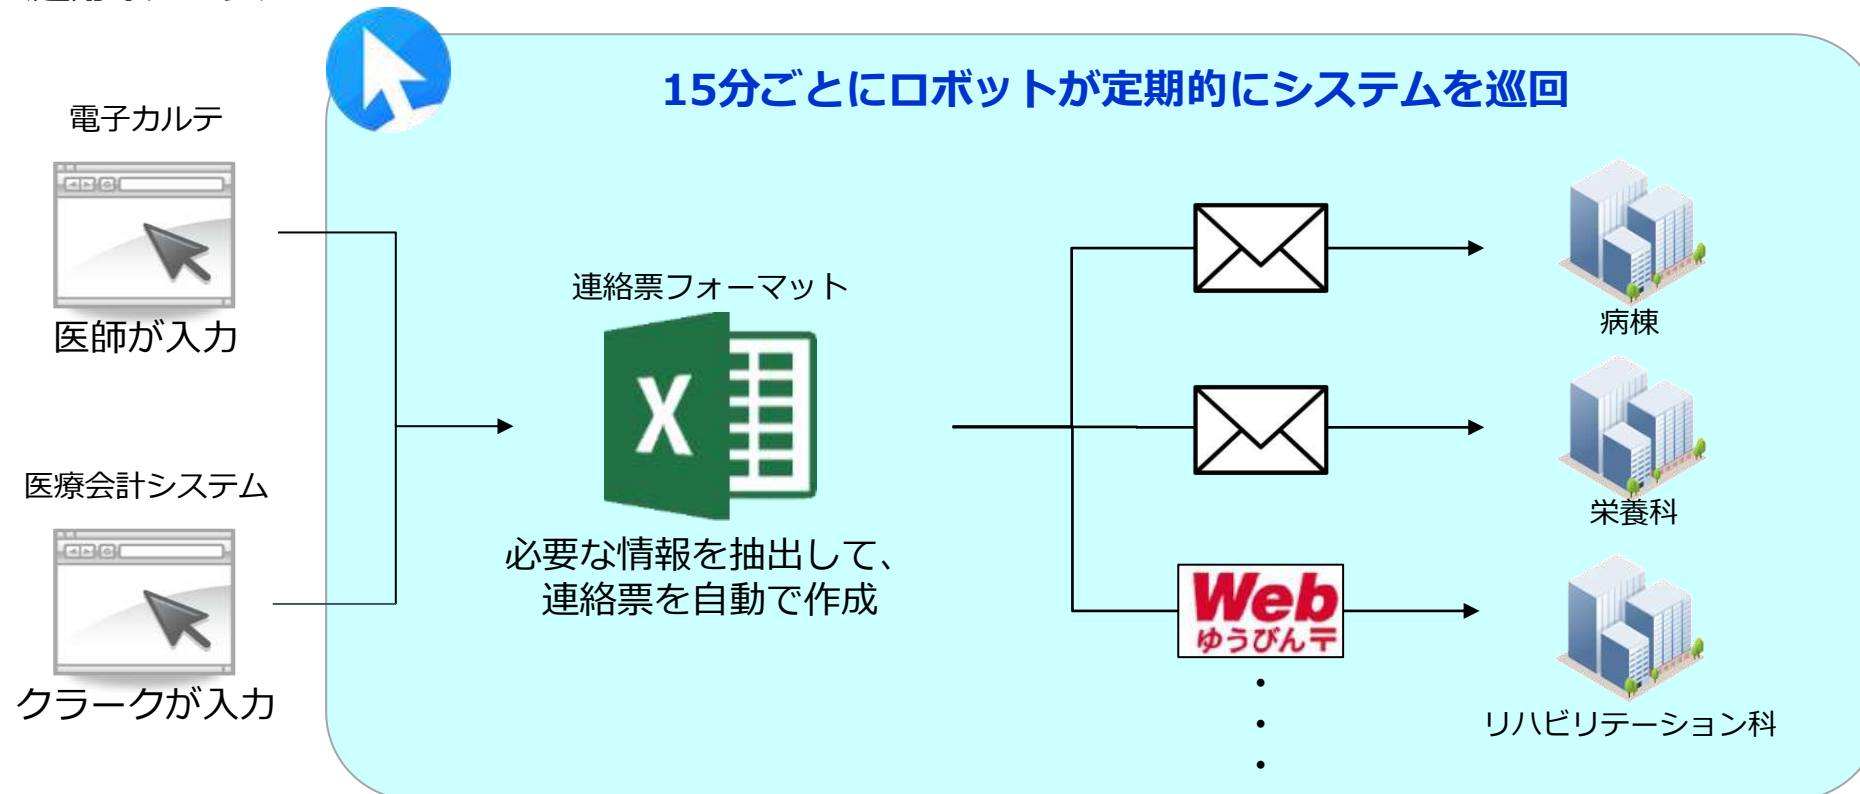 15分ごとにロボットが定期的にシステムを巡回
電子カルテ
医師が入力
医療会計システム
クラークが入力
連絡票フォーマット
X
必要な情報を抽出して、
連絡票を自動で作成
病棟
栄養科
Web
ゆうびん〒
リハビリテーション科